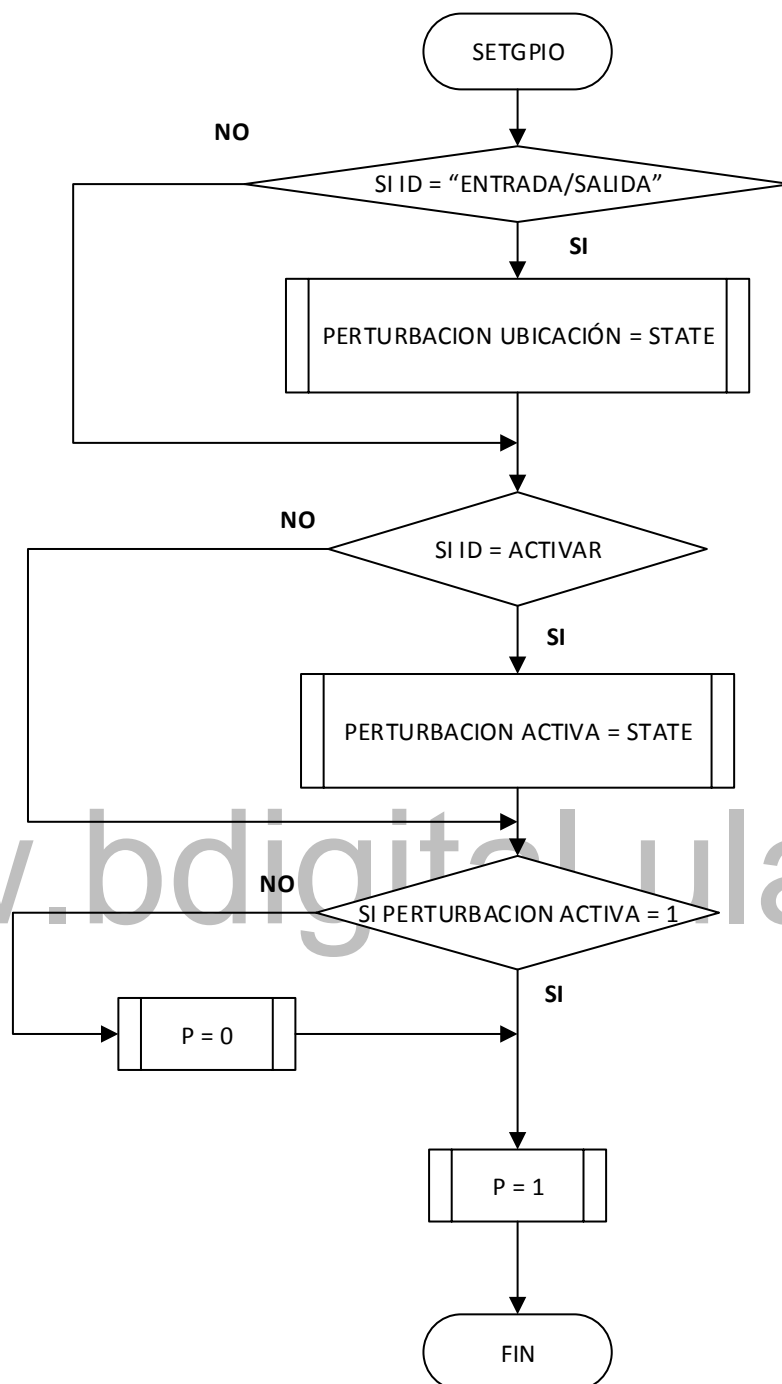 SETGPIO
NO
SI ID = “ENTRADA/SALIDA”
SI
PERTURBACION UBICACIÓN = STATE
NO
SI ID = ACTIVAR
SI
PERTURBACION ACTIVA = STATE
v.bdigital.ula
NO
SI PERTURBACION ACTIVA = 1
SI
P = 0
P = 1
FIN